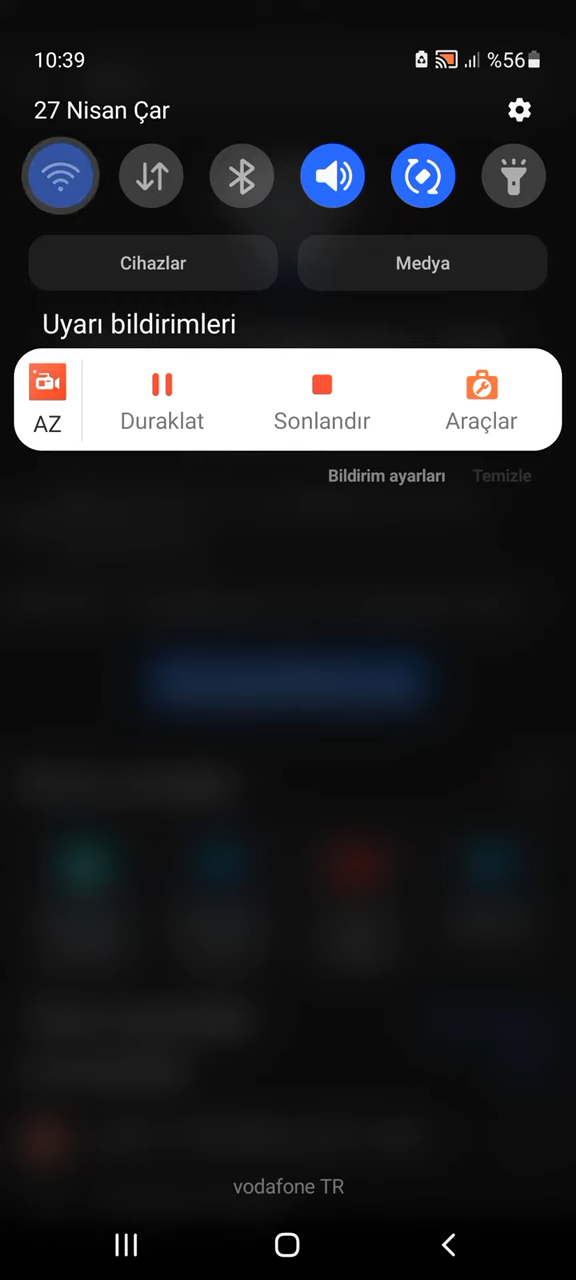 10:39
%56
27 Nisan Çar
Cihazlar
Medya
Uyarı bildirimleri
AZ
Duraklat
Sonlandır
Araçlar
Bildirim ayarları
Temizle
vodafone TR